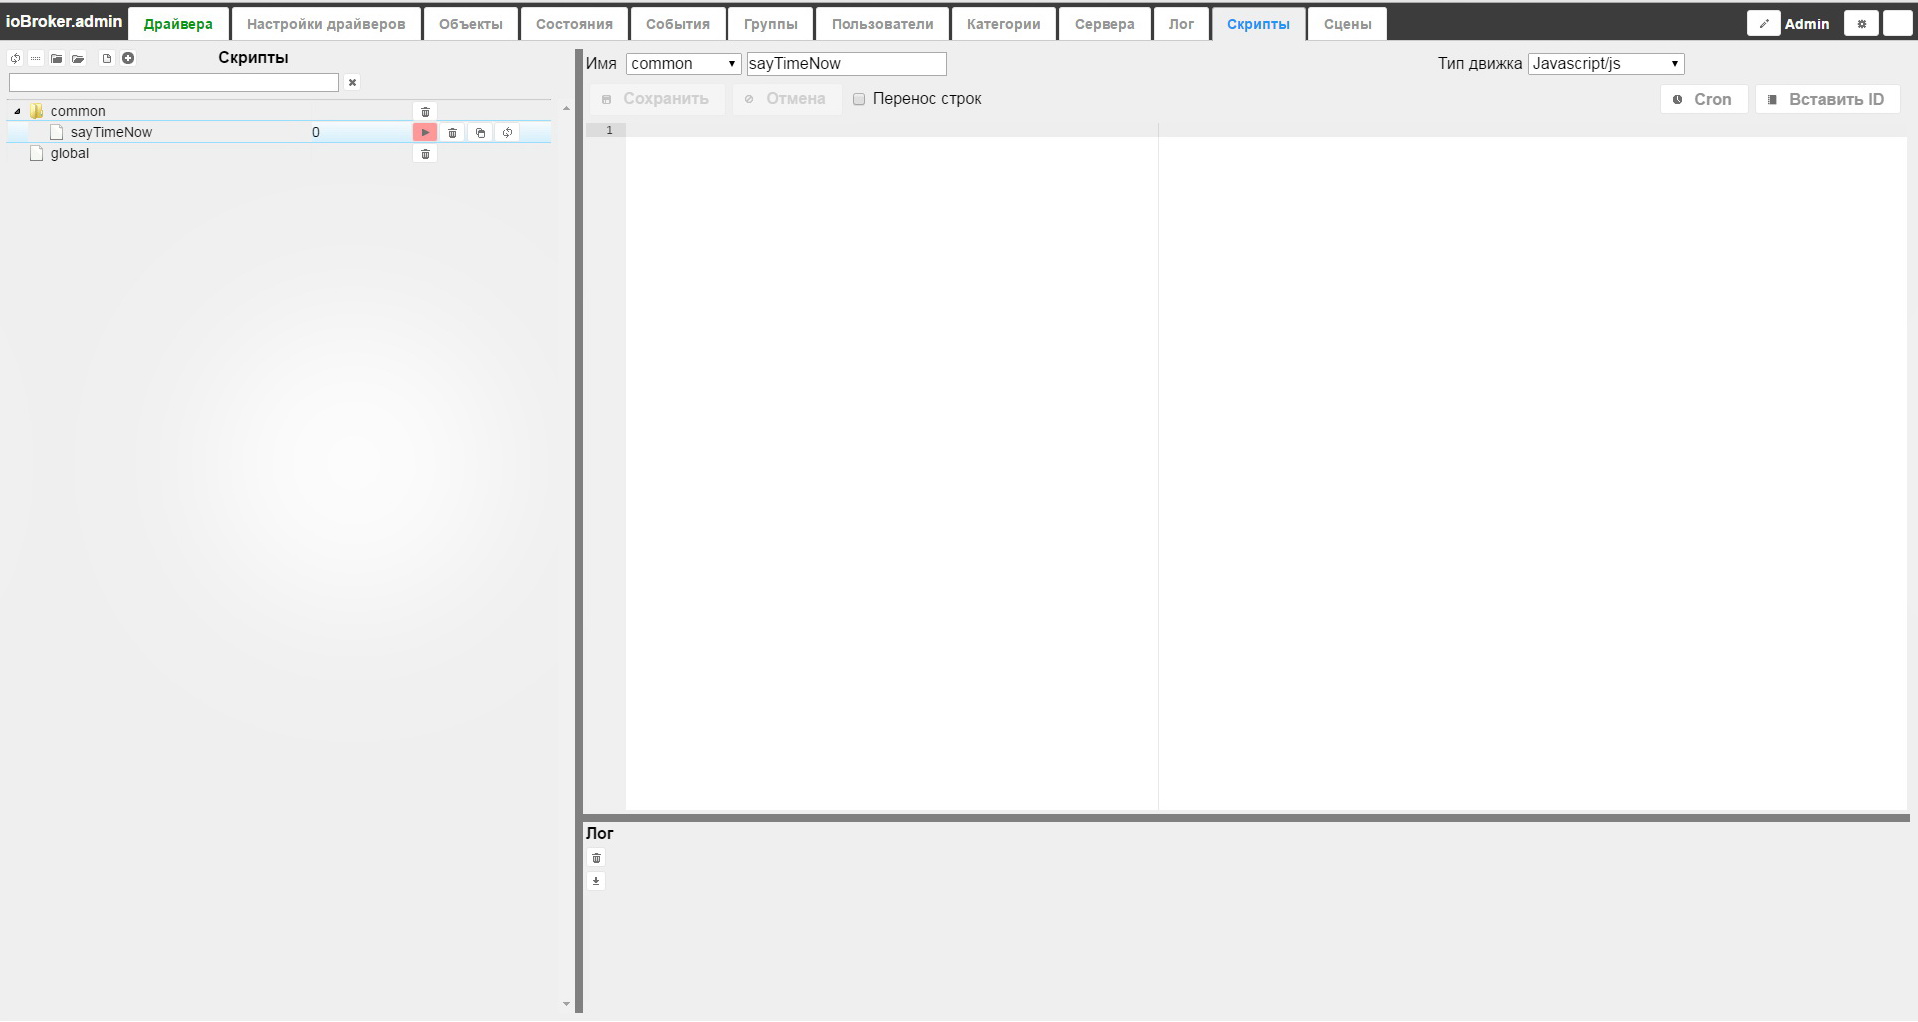 ioBroker.admin Драйвера Настройки драйверов Объекты Состояния События Группы Пользователи Категории Сервера Лог Скрипты Сцены Admin
Скрипты
common
sayTimeNow 0
global
Имя common sayTimeNow Тип движка Javascript/js
Сохранить Отмена Перенос строк Cron Вставить ID
1
Лог